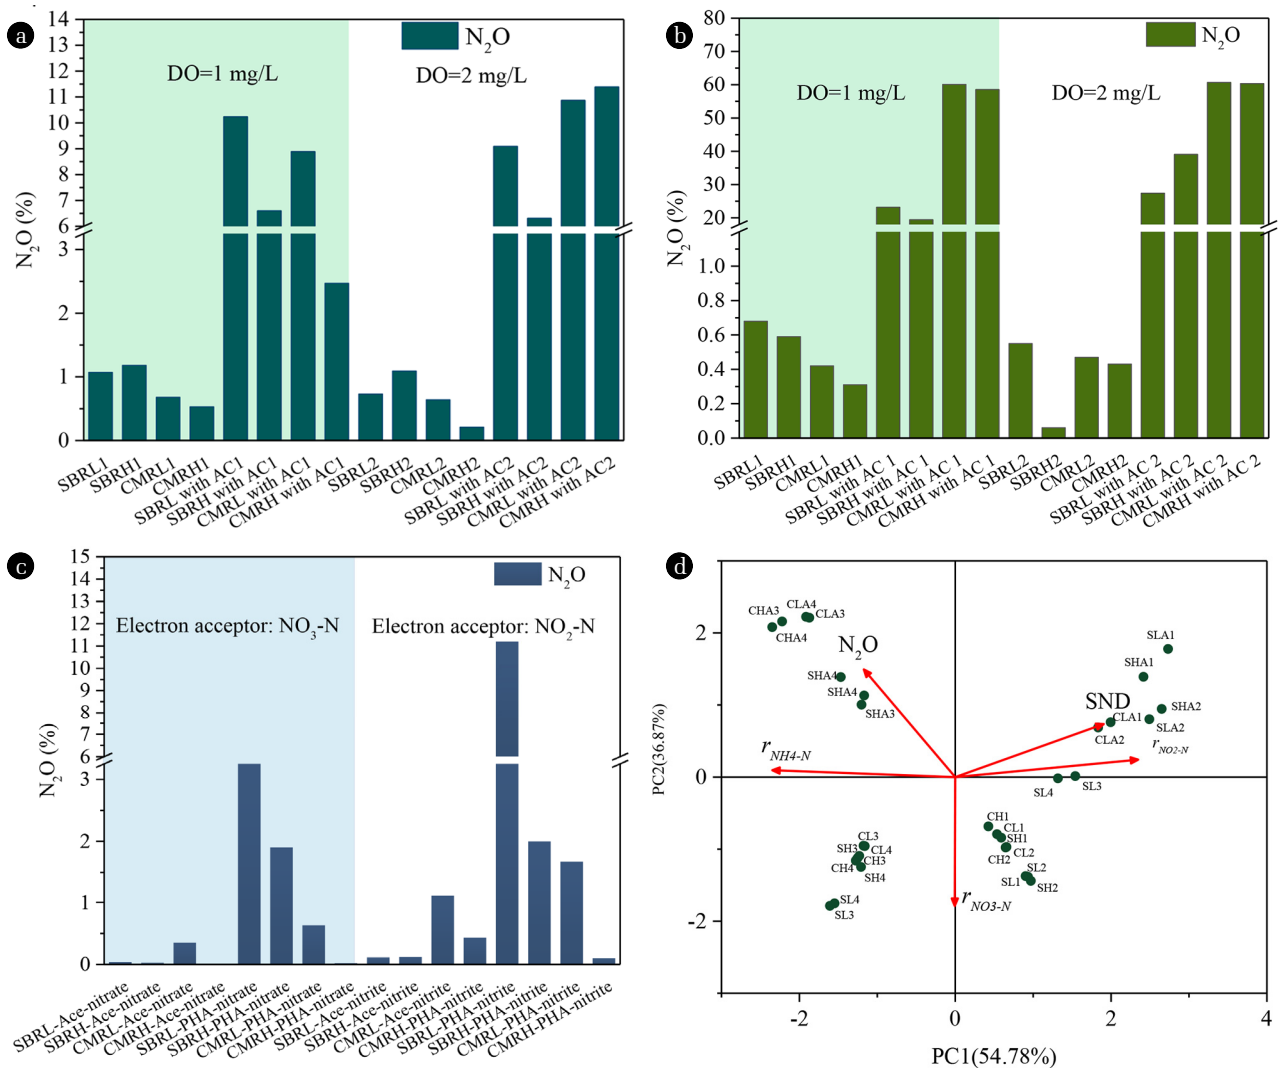 a
14
13
12
11
10
9
8
7
6
3
2
1
0
N2O (%)
N2O
DO=1 mg/L
DO=2 mg/L
SBRL1
SBRH1
CMRL1
CMRH1
SBRL with AC1
SBRH with AC1
CMRL with AC1
CMRH with AC1
SBRL2
SBRH2
CMRL2
CMRH2
SBRL with AC2
SBRH with AC2
CMRL with AC2
CMRH with AC2
b
80
70
60
50
40
30
20
1.0
0.8
0.6
0.4
0.2
0.0
N2O (%)
N2O
DO=1 mg/L
DO=2 mg/L
SBRL1
SBRH1
CMRL1
CMRH1
SBRL with AC 1
SBRH with AC 1
CMRL with AC 1
CMRH with AC 1
SBRL2
SBRH2
CMRL2
CMRH2
SBRL with AC 2
SBRH with AC 2
CMRL with AC 2
CMRH with AC 2
c
15
14
13
12
11
10
9
8
7
6
3
2
1
0
N2O (%)
N2O
Electron acceptor: NO3-N
Electron acceptor: NO2-N
SBRL-Ace-nitrate
SBRH-Ace-nitrate
CMRL-Ace-nitrate
CMRH-Ace-nitrate
SBRL-PHA-nitrate
SBRH-PHA-nitrate
CMRL-PHA-nitrate
CMRH-PHA-nitrate
SBRL-Ace-nitrite
SBRH-Ace-nitrite
CMRL-Ace-nitrite
CMRH-PHA-nitrite
SBRL-PHA-nitrite
SBRH-PHA-nitrite
CMRL-PHA-nitrite
CMRH-PHA-nitrite
d
PC2(36.87%)
2
0
-2
CHA3
CLA4
CLA3
CHA4
N2O
SHA4
SHA4
SHA3
rNH4-N
SLA1
SHA1
SND
SHA2
CLA1
SLA2
CLA2
rNO2-N
SL4
SL3
CH1
CL1
SH1
CH2
CL2
SL2
SL1
SH2
CL3
SH3
CL4
CH4
CH3
SH4
SL4
SL3
rNO3-N
-2
0
2
4
PC1(54.78%)